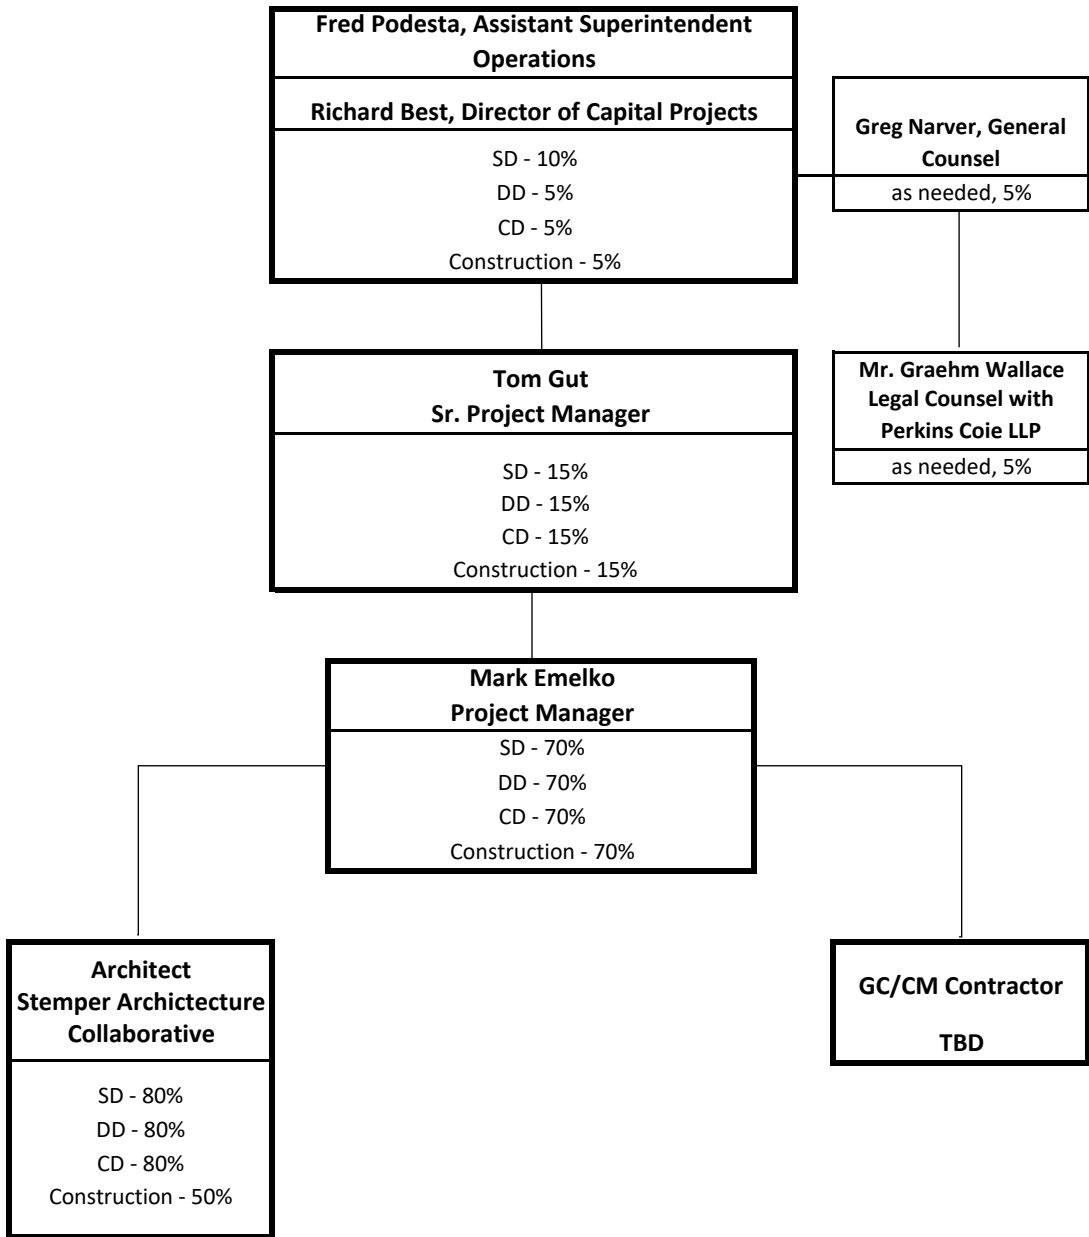 Fred Podesta, Assistant Superintendent
Operations
Richard Best, Director of Capital Projects
SD - 10%
DD - 5%
CD - 5%
Construction - 5%
Greg Narver, General
Counsel
as needed, 5%
Tom Gut
Sr. Project Manager
SD - 15%
DD - 15%
CD - 15%
Construction - 15%
Mr. Graehm Wallace
Legal Counsel with
Perkins Coie LLP
as needed, 5%
Mark Emelko
Project Manager
SD - 70%
DD - 70%
CD - 70%
Construction - 70%
Architect
Stemper Archictecture
Collaborative
SD - 80%
DD - 80%
CD - 80%
Construction - 50%
GC/CM Contractor
TBD